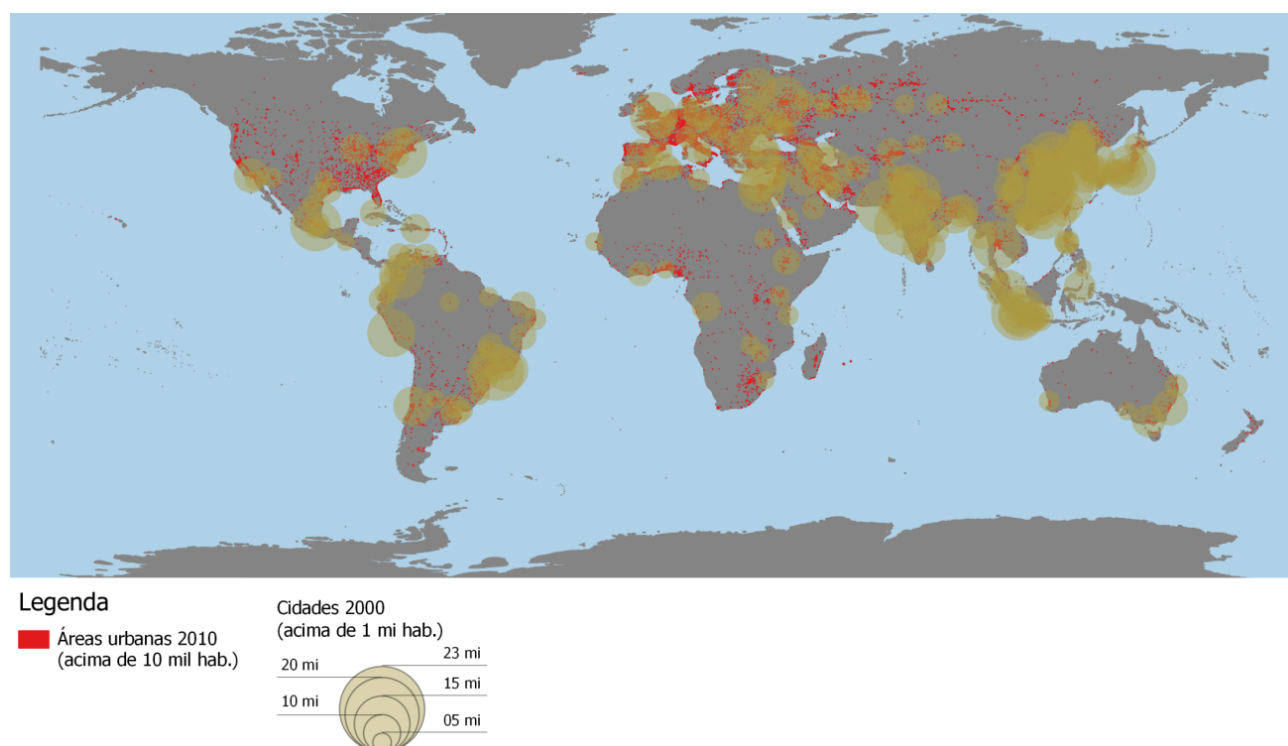 Legenda
Áreas urbanas 2010
(acima de 10 mil hab.)
Cidades 2000
(acima de 1 mi hab.)
23 mi
20 mi
15 mi
10 mi
05 mi